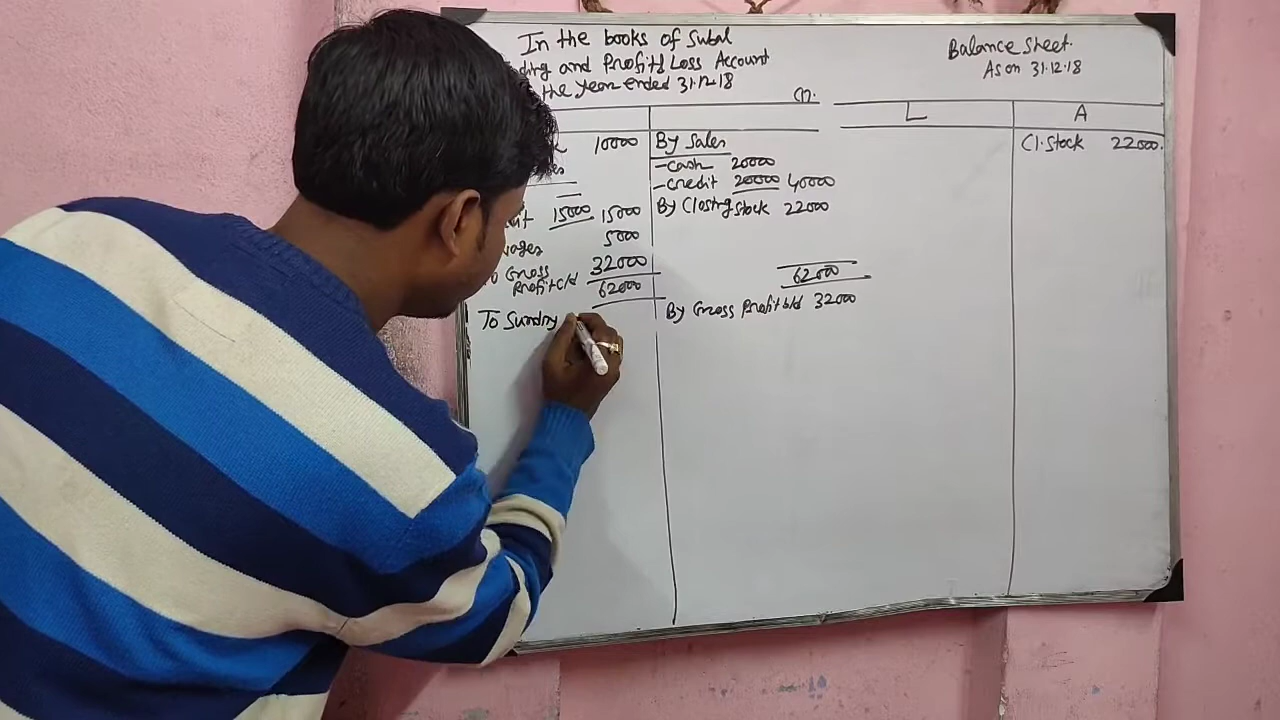 In the books of Subal
ding and Profit & Loss Account
the year ended 31.12.18
Cr.
10000
By Sales
-Cash 20000
-Credit 20000 40000
15000 15000
By Closing Stock 22000
5000
To Gross
Profit c/d 32000
62000
62000
By Gross Profit b/d 32000
To Sundry
Balance Sheet.
As on 31.12.18
L
A
Cl. Stock 22000.